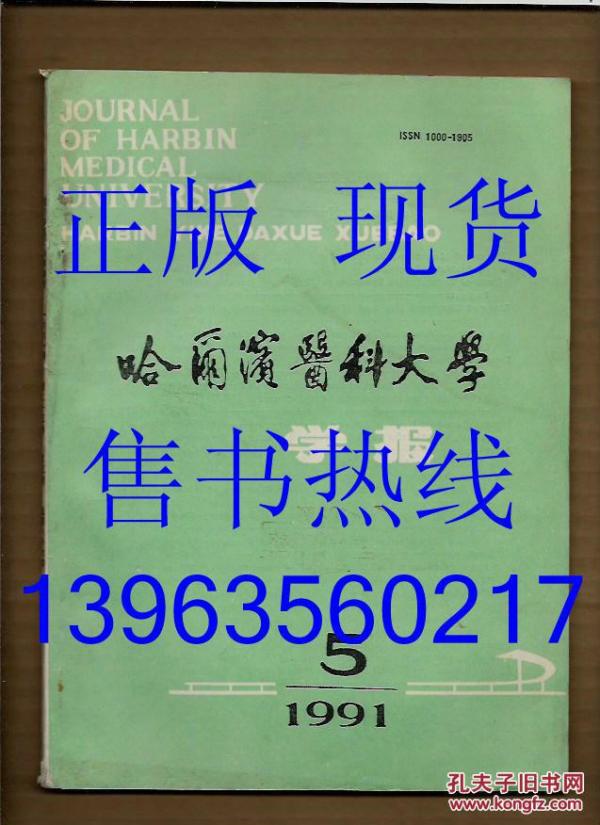 JOURNAL
OF HARBIN
MEDICAL
UNIVERSITY
ISSN 1000-1905
正版 现货
哈爾濱醫科大學
学报
售书热线
13963560217
5
1991
孔夫子旧书网
www.kongfz.com